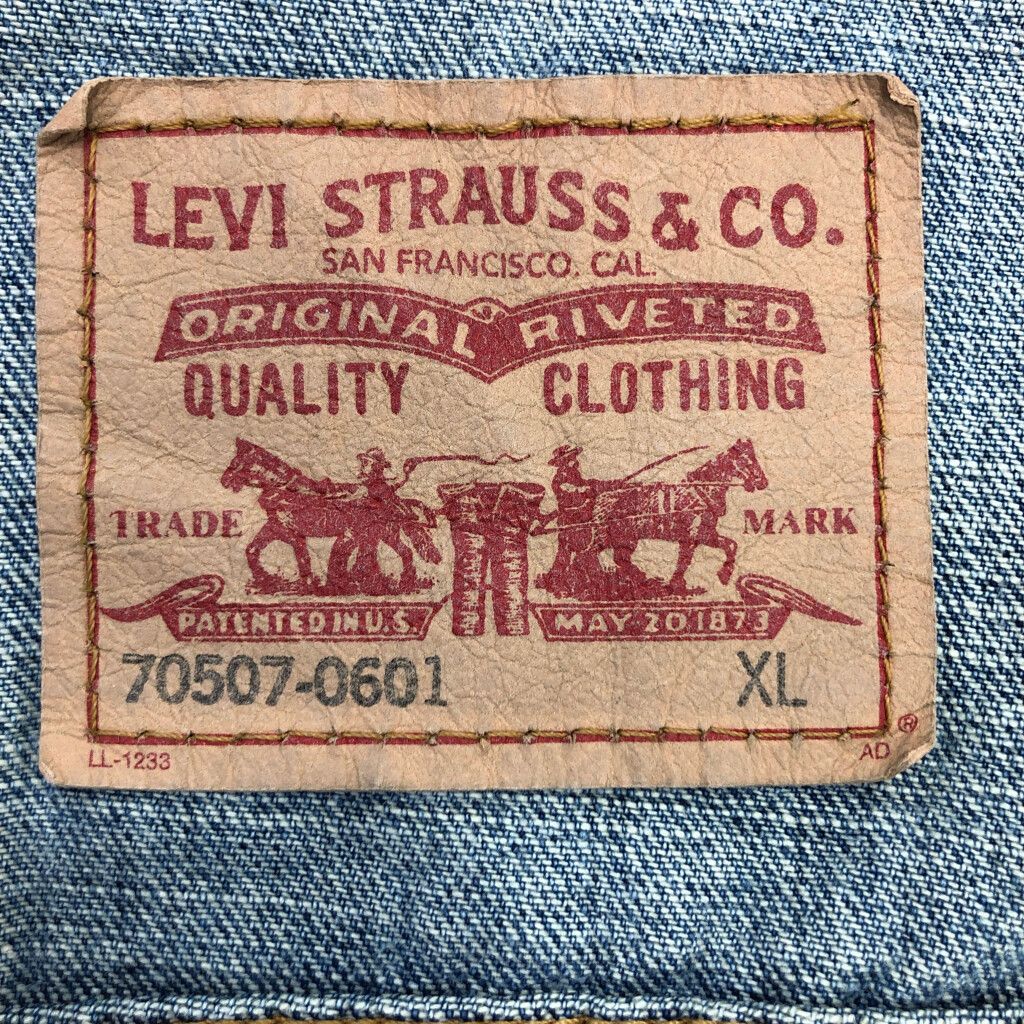 LEVI STRAUSS & CO.
SAN FRANCISCO. CAL.
ORIGINAL RIVETED
QUALITY CLOTHING
TRADE MARK
PATENTED IN U.S. MAY 20 1873
70507-0601 XL
LL-1233 AD ®